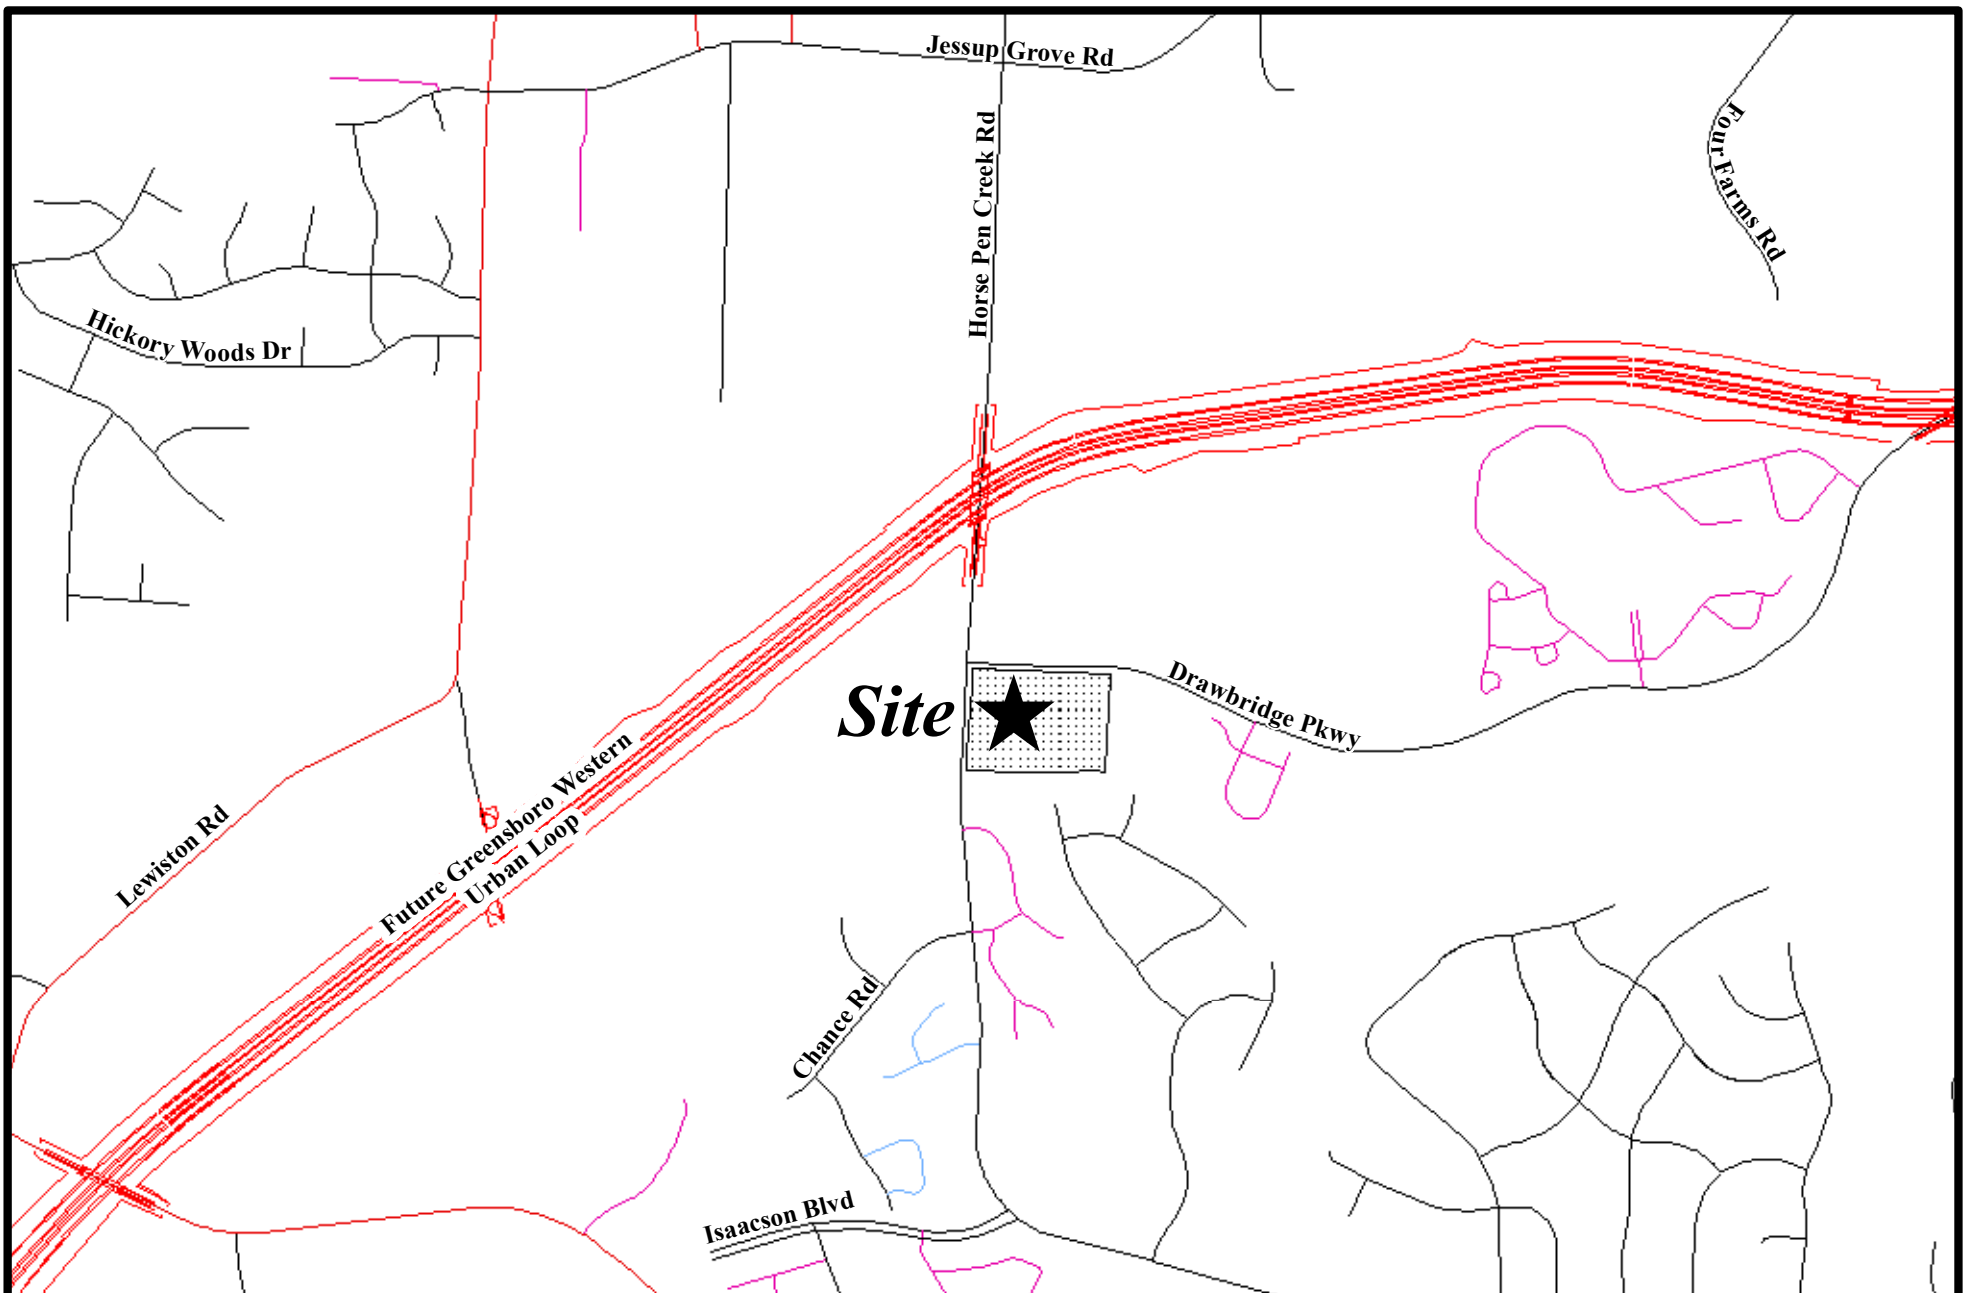 Jessup Grove Rd
Four Farms Rd
Horse Pen Creek Rd
Hickory Woods Dr
Site
Drawbridge Pkwy
Future Greensboro Western
Urban Loop
Lewiston Rd
Chance Rd
Isaacson Blvd